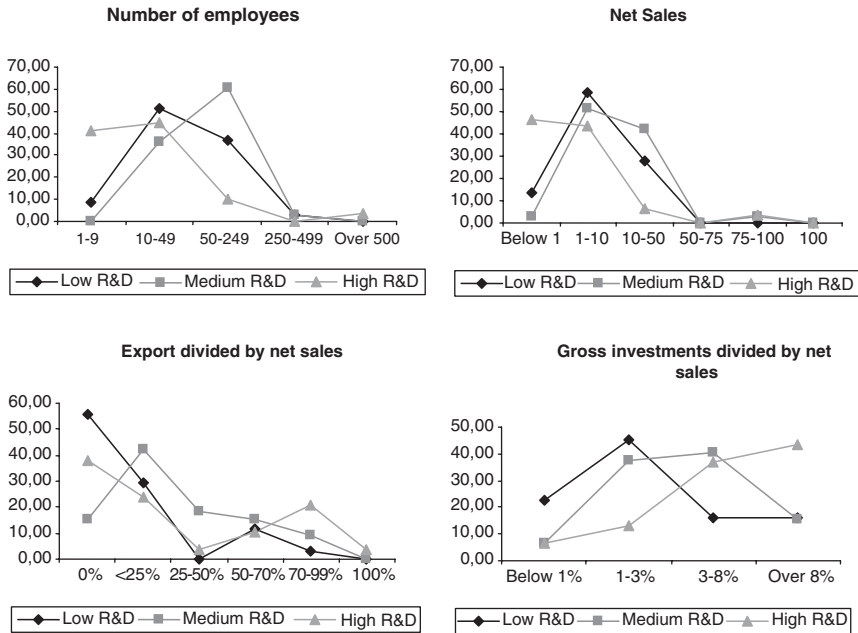 Number of employees
70,00
60,00
50,00
40,00
30,00
20,00
10,00
0,00
1-9 10-49 50-249 250-499 Over 500
Low R&D Medium R&D High R&D
Net Sales
70,00
60,00
50,00
40,00
30,00
20,00
10,00
0,00
Below 1 1-10 10-50 50-75 75-100 100
Low R&D Medium R&D High R&D
Export divided by net sales
60,00
50,00
40,00
30,00
20,00
10,00
0,00
0% <25% 25-50% 50-70% 70-99% 100%
Low R&D Medium R&D High R&D
Gross investments divided by net
sales
50,00
40,00
30,00
20,00
10,00
0,00
Below 1% 1-3% 3-8% Over 8%
Low R&D Medium R&D High R&D